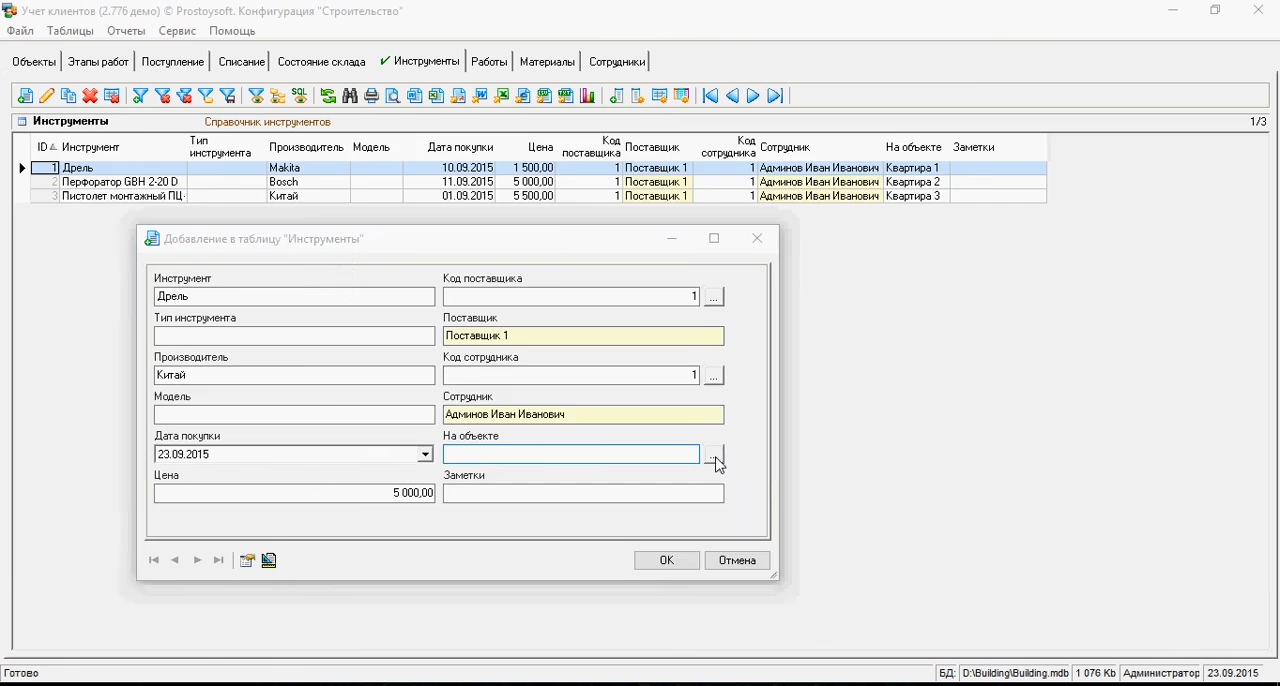 Учет клиентов (2.776 демо) © Prostoysoft. Конфигурация "Строительство"
Файл Таблицы Отчеты Сервис Помощь
Объекты Этапы работ Поступление Списание Состояние склада Инструменты Работы Материалы Сотрудники
SQL
Инструменты Справочник инструментов 1/3
ID Инструмент Тип инструмента Производитель Модель Дата покупки Цена Код поставщика Поставщик Код сотрудника Сотрудник На объекте Заметки
1 Дрель Makita 10.09.2015 1 500,00 1 Поставщик 1 1 Админов Иван Иванович Квартира 1
2 Перфоратор GBH 2-20 D Bosch 11.09.2015 5 000,00 1 Поставщик 1 1 Админов Иван Иванович Квартира 2
3 Пистолет монтажный ПЦ- Китай 01.09.2015 5 500,00 1 Поставщик 1 1 Админов Иван Иванович Квартира 3
Добавление в таблицу "Инструменты"
Инструмент Код поставщика
Дрель 1 ...
Тип инструмента Поставщик
Поставщик 1
Производитель Код сотрудника
Китай 1 ...
Модель Сотрудник
Админов Иван Иванович
Дата покупки На объекте
23.09.2015 ...
Цена Заметки
5 000,00
OK Отмена
Готово БД: D:\Building\Building.mdb 1 076 Kb Администратор 23.09.2015